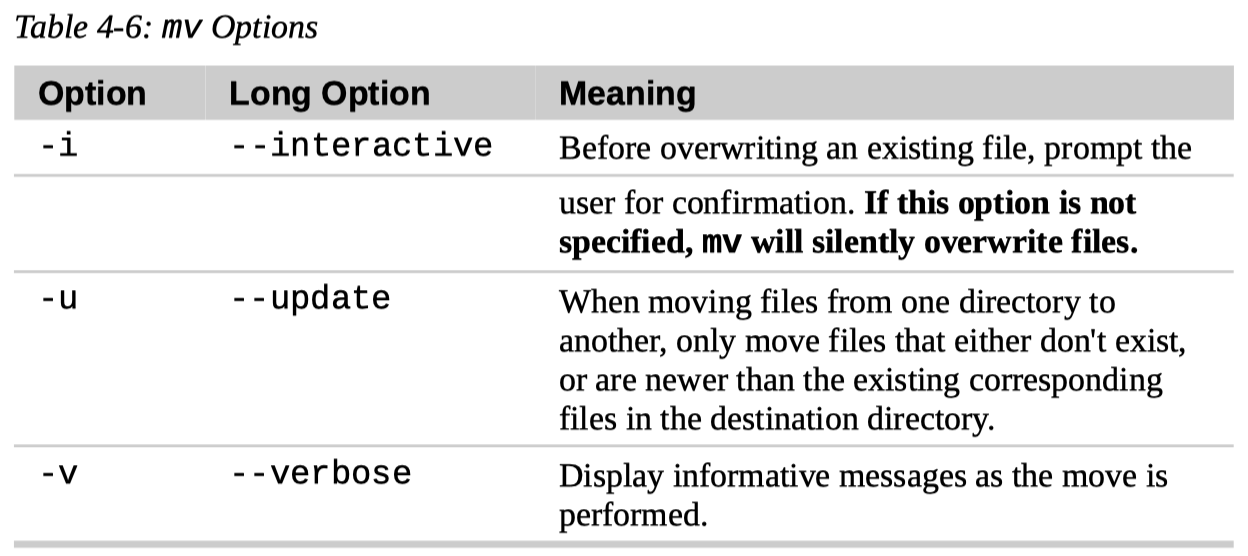 Table 4-6: mv Options
Option Long Option Meaning
-i --interactive Before overwriting an existing file, prompt the
user for confirmation. If this option is not
specified, mv will silently overwrite files.
-u --update When moving files from one directory to
another, only move files that either don't exist,
or are newer than the existing corresponding
files in the destination directory.
-v --verbose Display informative messages as the move is
performed.